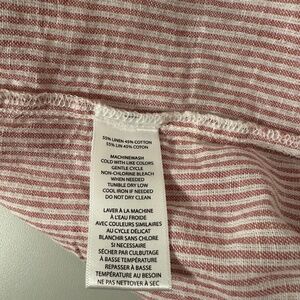 55% LINEN 45% COTTON
55% LIN 45% COTON
MACHINEWASH
COLD WITH LIKE COLORS
GENTLE CYCLE
NON-CHLORINE BLEACH
WHEN NEEDED
TUMBLE DRY LOW
COOL IRON IF NEEDED
DO NOT DRY CLEAN
LAVER À LA MACHINE
À L'EAU FROIDE
AVEC COULEURS SIMILAIRES
AU CYCLE DÉLICAT
BLANCHIR SANS CHLORE
SI NÉCESSAIRE
SÉCHER PAR CULBUTAGE
À BASSE TEMPÉRATURE
REPASSER À BASSE
TEMPÉRATURE AU BESOIN
NE PAS NETTOYER À SEC